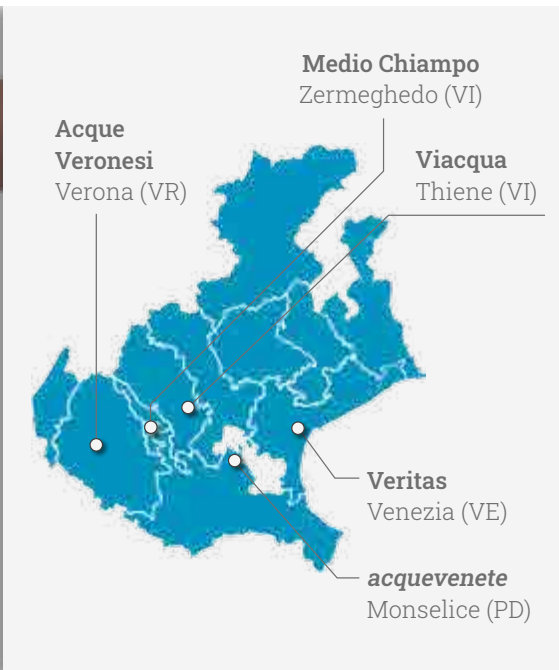 Medio Chiampo
Zermeghedo (VI)
Acque
Veronesi
Verona (VR)
Viacqua
Thiene (VI)
Veritas
Venezia (VE)
acquevenete
Monselice (PD)